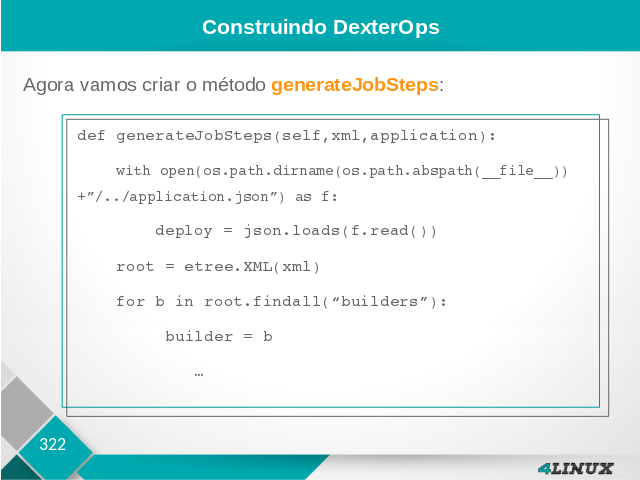 Construindo DexterOps
Agora vamos criar o método generateJobSteps:
def generateJobSteps(self,xml,application):
with open(os.path.dirname(os.path.abspath(__file__))
+”/../application.json”) as f:
deploy = json.loads(f.read())
root = etree.XML(xml)
for b in root.findall(“builders”):
builder = b
…
322
4LINUX